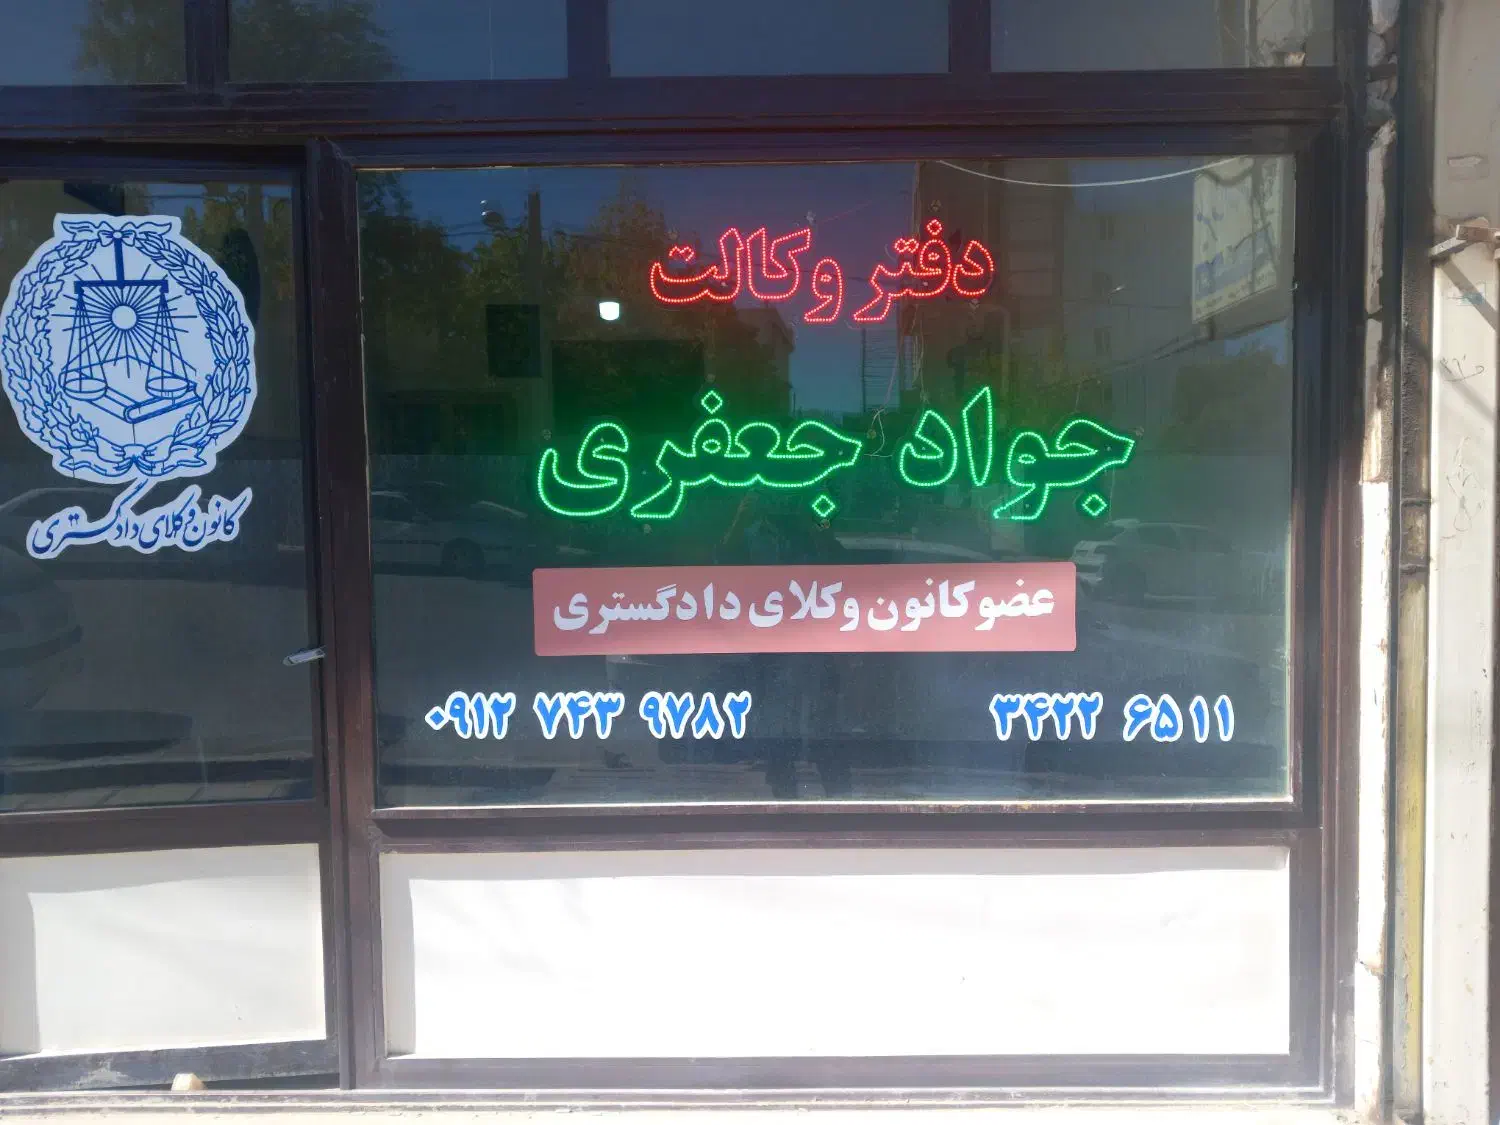 دفتر وکالت
جواد جعفری
عضو کانون وکلای دادگستری
۰۹۱۲ ۷۴۳ ۹۷۸۲
۳۴۲۲ ۶۵۱۱
کانون وکلای دادگستری